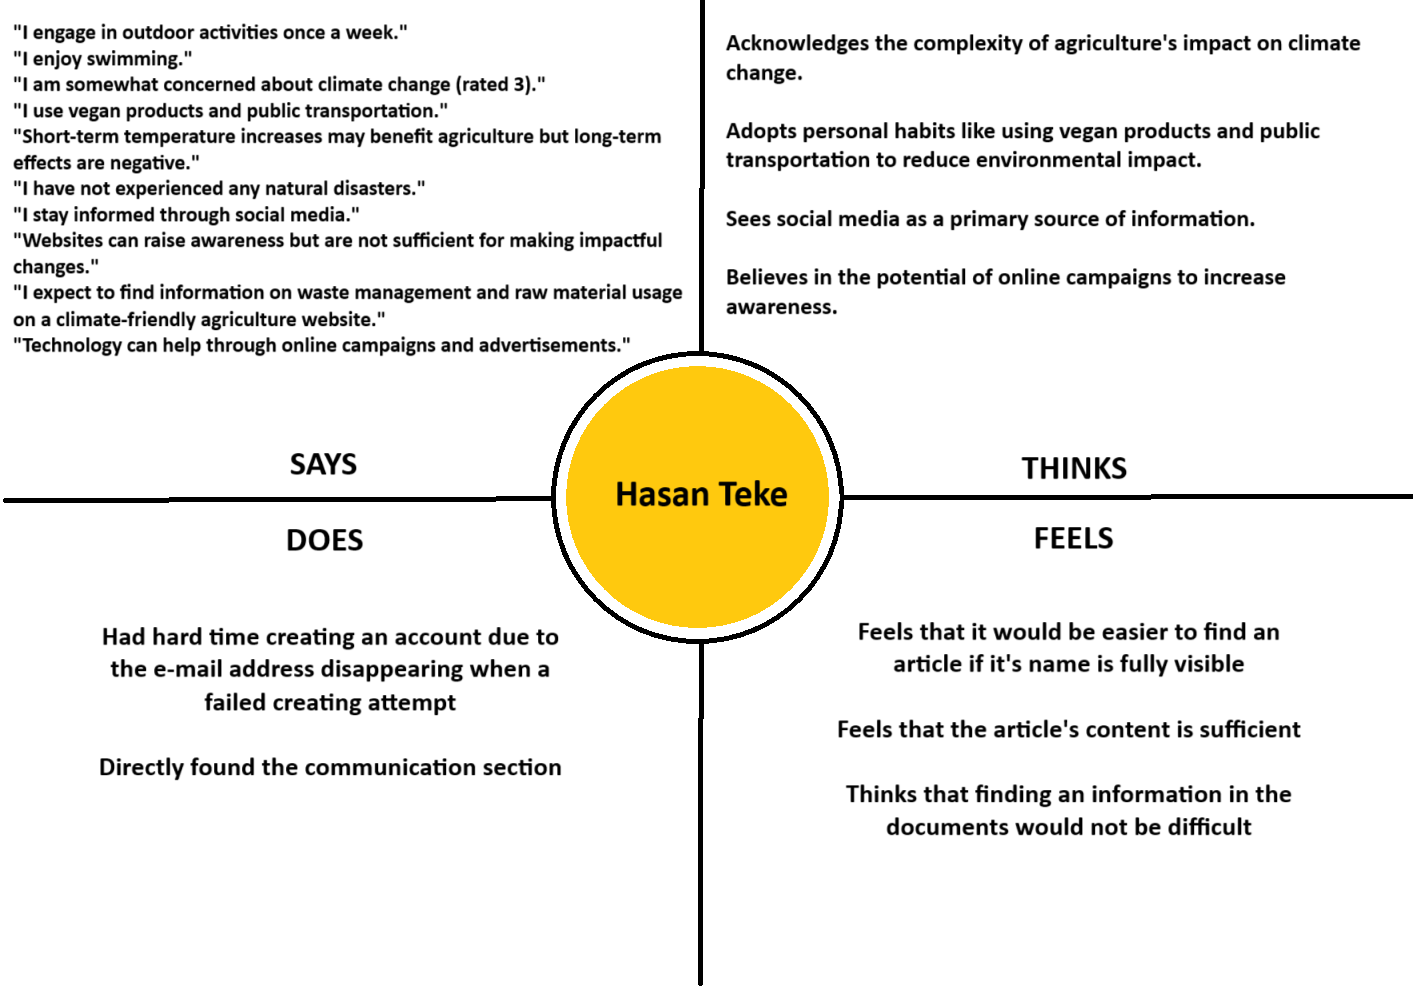 "I engage in outdoor activities once a week."
"I enjoy swimming."
"I am somewhat concerned about climate change (rated 3)."
"I use vegan products and public transportation."
"Short-term temperature increases may benefit agriculture but long-term
effects are negative."
"I have not experienced any natural disasters."
"I stay informed through social media."
"Websites can raise awareness but are not sufficient for making impactful
changes."
"I expect to find information on waste management and raw material usage
on a climate-friendly agriculture website."
"Technology can help through online campaigns and advertisements."
SAYS
Acknowledges the complexity of agriculture's impact on climate
change.
Adopts personal habits like using vegan products and public
transportation to reduce environmental impact.
Sees social media as a primary source of information.
Believes in the potential of online campaigns to increase
awareness.
THINKS
Hasan Teke
DOES
Had hard time creating an account due to
the e-mail address disappearing when a
failed creating attempt
Directly found the communication section
FEELS
Feels that it would be easier to find an
article if it's name is fully visible
Feels that the article's content is sufficient
Thinks that finding an information in the
documents would not be difficult